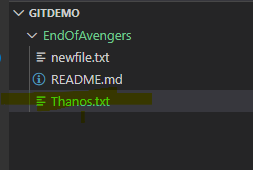 GITDEMO
EndOfAvengers
newfile.txt
README.md
Thanos.txt